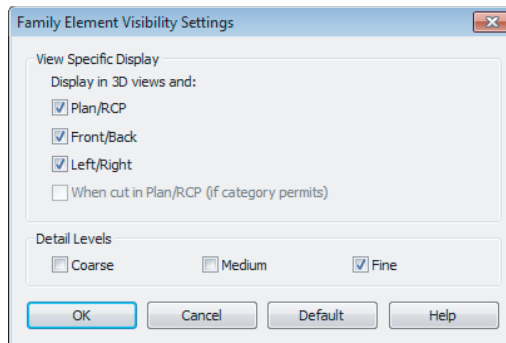 Family Element Visibility Settings
View Specific Display
Display in 3D views and:
Plan/RCP
Front/Back
Left/Right
When cut in Plan/RCP (if category permits)
Detail Levels
Coarse Medium Fine
OK Cancel Default Help